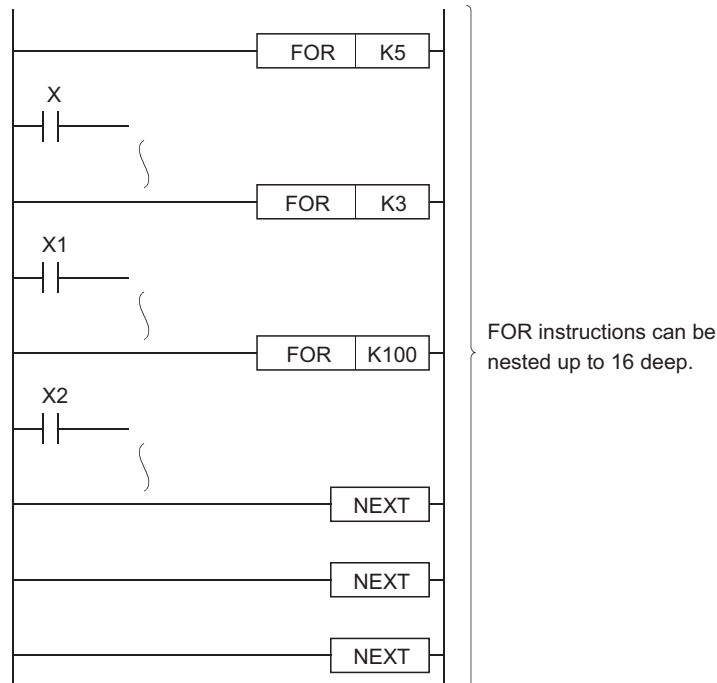 FOR K5
X
FOR K3
X1
FOR K100
X2
NEXT
NEXT
NEXT
FOR instructions can be
nested up to 16 deep.